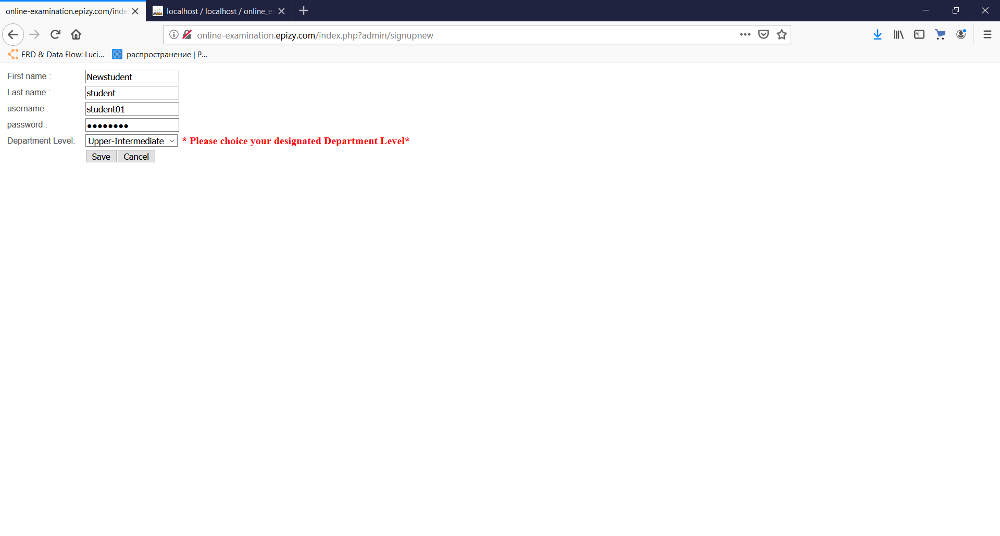 online-examination.epizy.com/inde
localhost / localhost / online_e
online-examination.epizy.com/index.php?admin/signupnew
ERD & Data Flow: Luci...
распространение | P...
First name : Newstudent
Last name : student
username : student01
password : ●●●●●●●●
Department Level: Upper-Intermediate * Please choice your designated Department Level*
Save Cancel